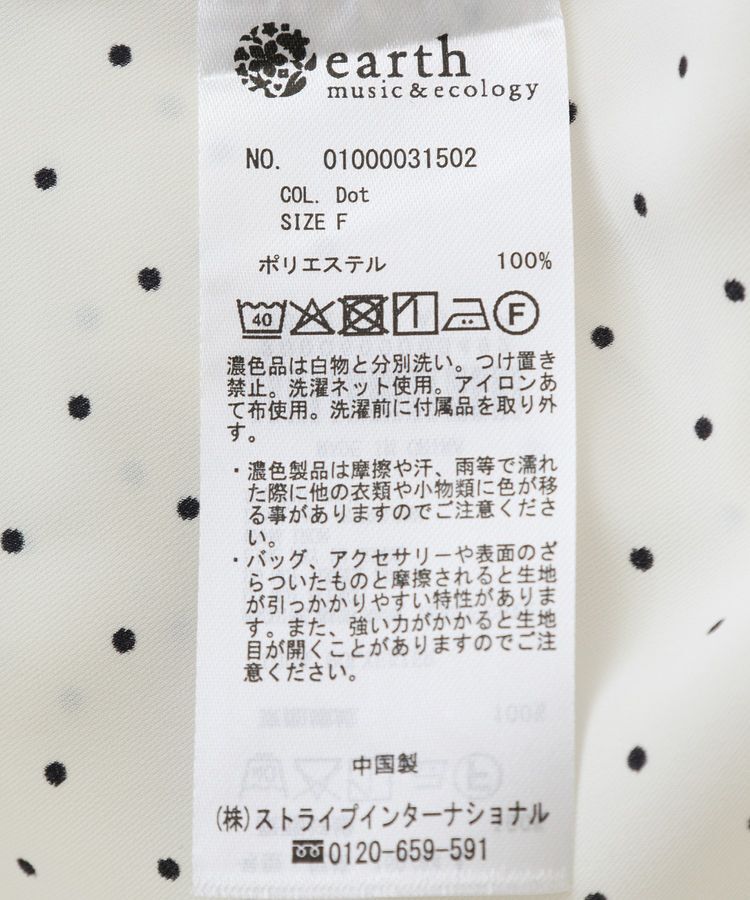 earth
music&ecology
NO. 01000031502
COL. Dot
SIZE F
ポリエステル 100%
40 F
濃色品は白物と分別洗い。つけ置き
禁止。洗濯ネット使用。アイロンあ
て布使用。洗濯前に付属品を取り外
す。
・濃色製品は摩擦や汗、雨等で濡れ
た際に他の衣類や小物類に色が移
る事がありますのでご注意くださ
い。
・バッグ、アクセサリーや表面のざ
らついたものと摩擦されると生地
が引っかかりやすい特性がありま
す。また、強い力がかかると生地
目が開くことがありますのでご注
意ください。
中国製
(株)ストライプインターナショナル
0120-659-591